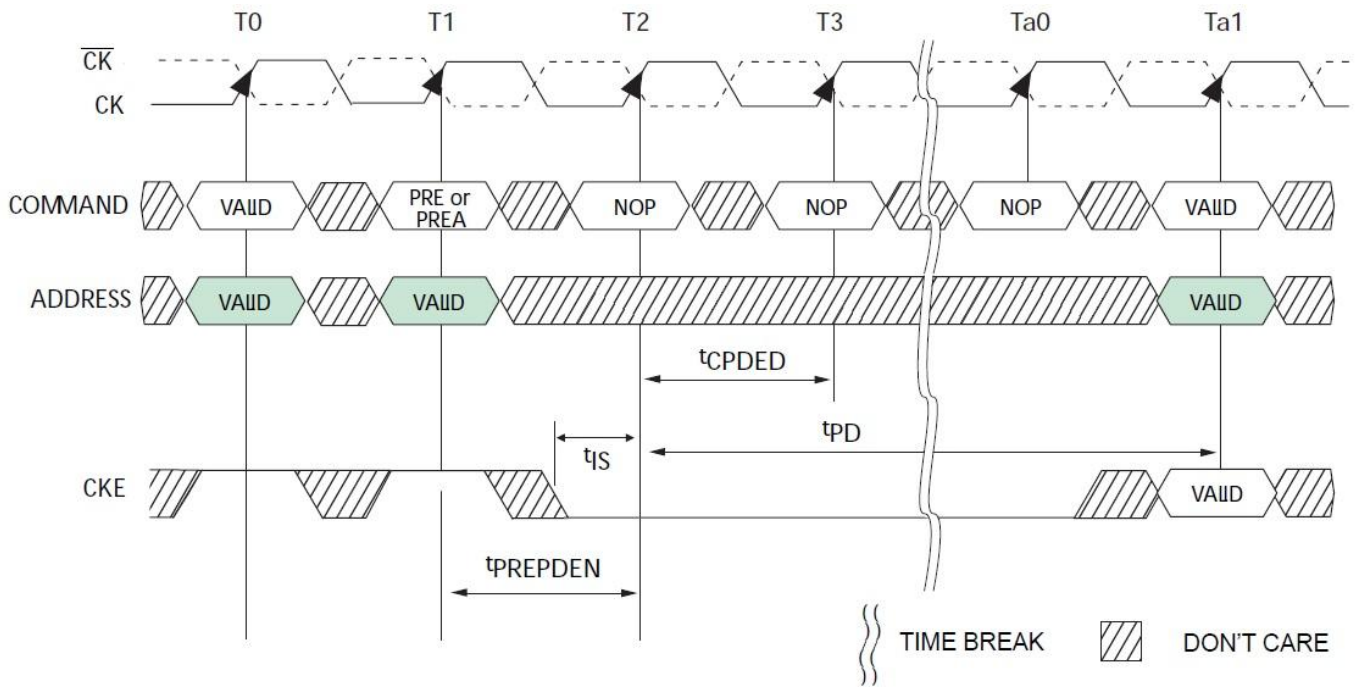 T0 T1 T2 T3 Ta0 Ta1
CK
CK
COMMAND VALID PRE or PREA NOP NOP NOP VALID
ADDRESS VALID VALID VALID
tCPDED
tPD
tIS
CKE VALID
tPREPDEN
TIME BREAK DON'T CARE